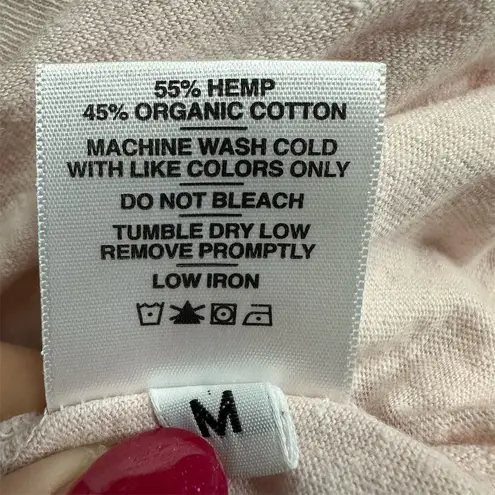 55% HEMP
45% ORGANIC COTTON
MACHINE WASH COLD
WITH LIKE COLORS ONLY
DO NOT BLEACH
TUMBLE DRY LOW
REMOVE PROMPTLY
LOW IRON
M